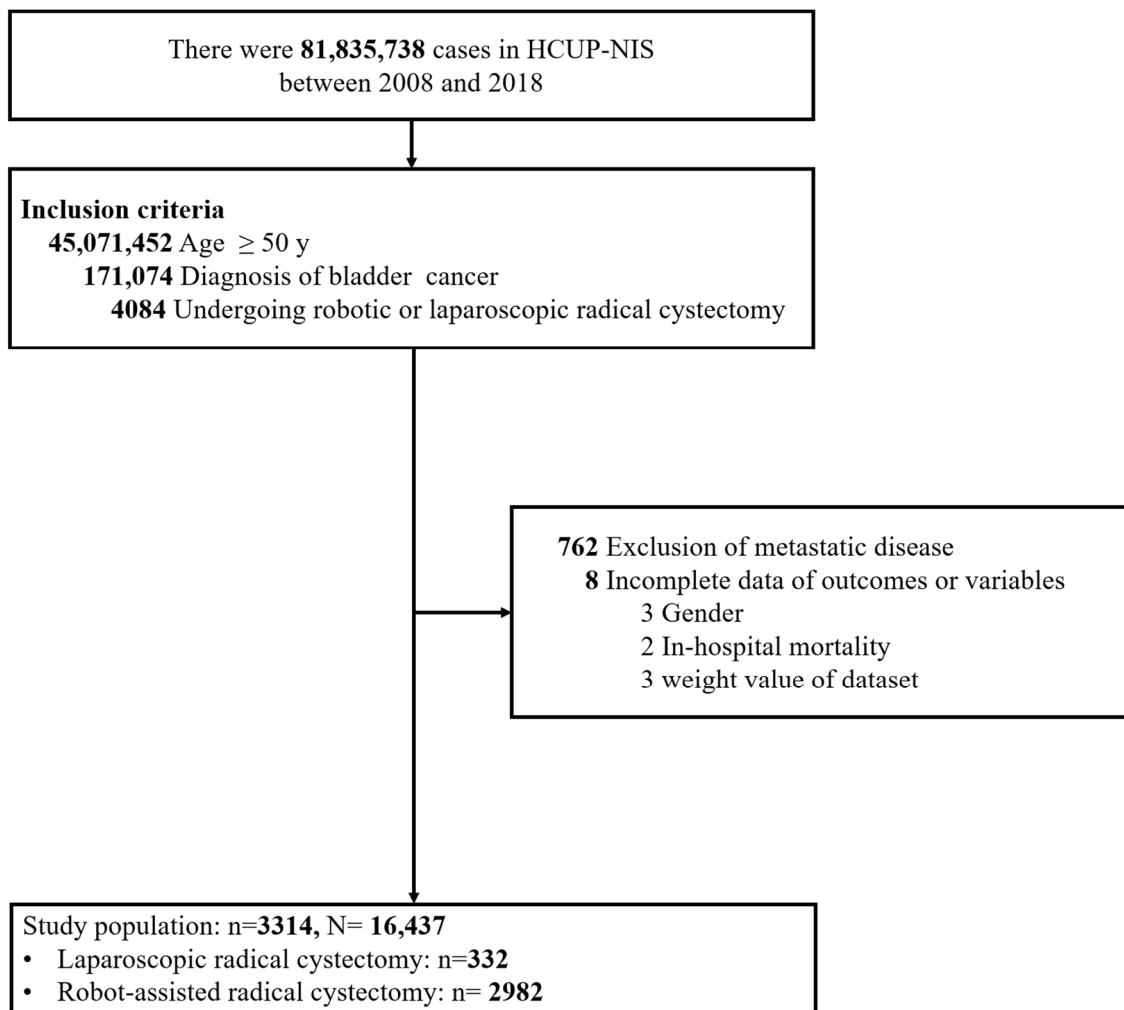 There were 81,835,738 cases in HCUP-NIS
between 2008 and 2018
Inclusion criteria
45,071,452 Age ≥ 50 y
171,074 Diagnosis of bladder cancer
4084 Undergoing robotic or laparoscopic radical cystectomy
762 Exclusion of metastatic disease
8 Incomplete data of outcomes or variables
3 Gender
2 In-hospital mortality
3 weight value of dataset
Study population: n=3314, N= 16,437
• Laparoscopic radical cystectomy: n=332
• Robot-assisted radical cystectomy: n= 2982